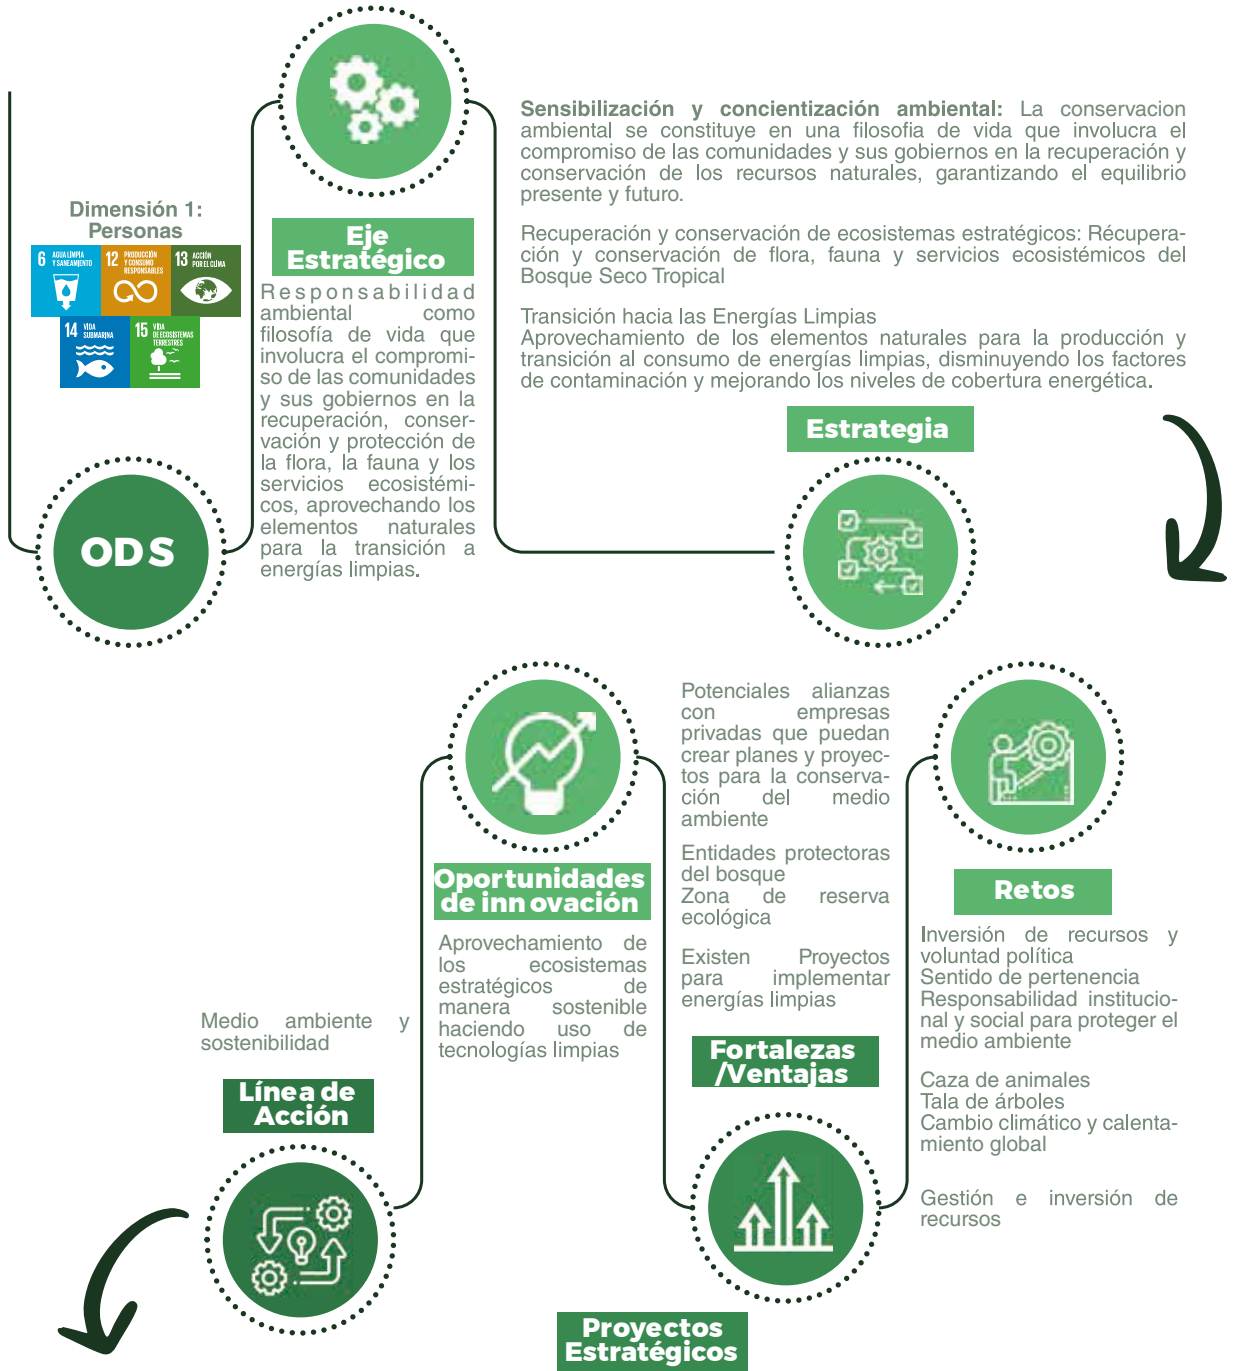 Dimensión 1:
Personas
6 AGUA LIMPIA
Y SANEAMIENTO
12 PRODUCCIÓN
Y CONSUMO
RESPONSABLES
13 ACCIÓN
POR EL CLIMA
14 VIDA
SUBMARINA
15 VIDA
DE ECOSISTEMAS
TERRESTRES
ODS
Eje
Estratégico
Responsabilidad
ambiental como
filosofía de vida que
involucra el compromi-
so de las comunidades
y sus gobiernos en la
recuperación, conser-
vación y protección de
la flora, la fauna y los
servicios ecosistémi-
cos, aprovechando los
elementos naturales
para la transición a
energías limpias.
Sensibilización y concientización ambiental: La conservacion
ambiental se constituye en una filosofia de vida que involucra el
compromiso de las comunidades y sus gobiernos en la recuperación y
conservación de los recursos naturales, garantizando el equilibrio
presente y futuro.
Recuperación y conservación de ecosistemas estratégicos: Récupera-
ción y conservación de flora, fauna y servicios ecosistémicos del
Bosque Seco Tropical
Transición hacia las Energías Limpias
Aprovechamiento de los elementos naturales para la producción y
transición al consumo de energías limpias, disminuyendo los factores
de contaminación y mejorando los niveles de cobertura energética.
Estrategia
Medio ambiente y
sostenibilidad
Línea de
Acción
Oportunidades
de inn ovación
Aprovechamiento de
los ecosistemas
estratégicos de
manera sostenible
haciendo uso de
tecnologías limpias
Potenciales alianzas
con empresas
privadas que puedan
crear planes y proyec-
tos para la conserva-
ción del medio
ambiente
Entidades protectoras
del bosque
Zona de reserva
ecológica
Existen Proyectos
para implementar
energías limpias
Fortalezas
/Ventajas
Retos
Inversión de recursos y
voluntad política
Sentido de pertenencia
Responsabilidad institucio-
nal y social para proteger el
medio ambiente
Caza de animales
Tala de árboles
Cambio climático y calenta-
miento global
Gestión e inversión de
recursos
Proyectos
Estratégicos